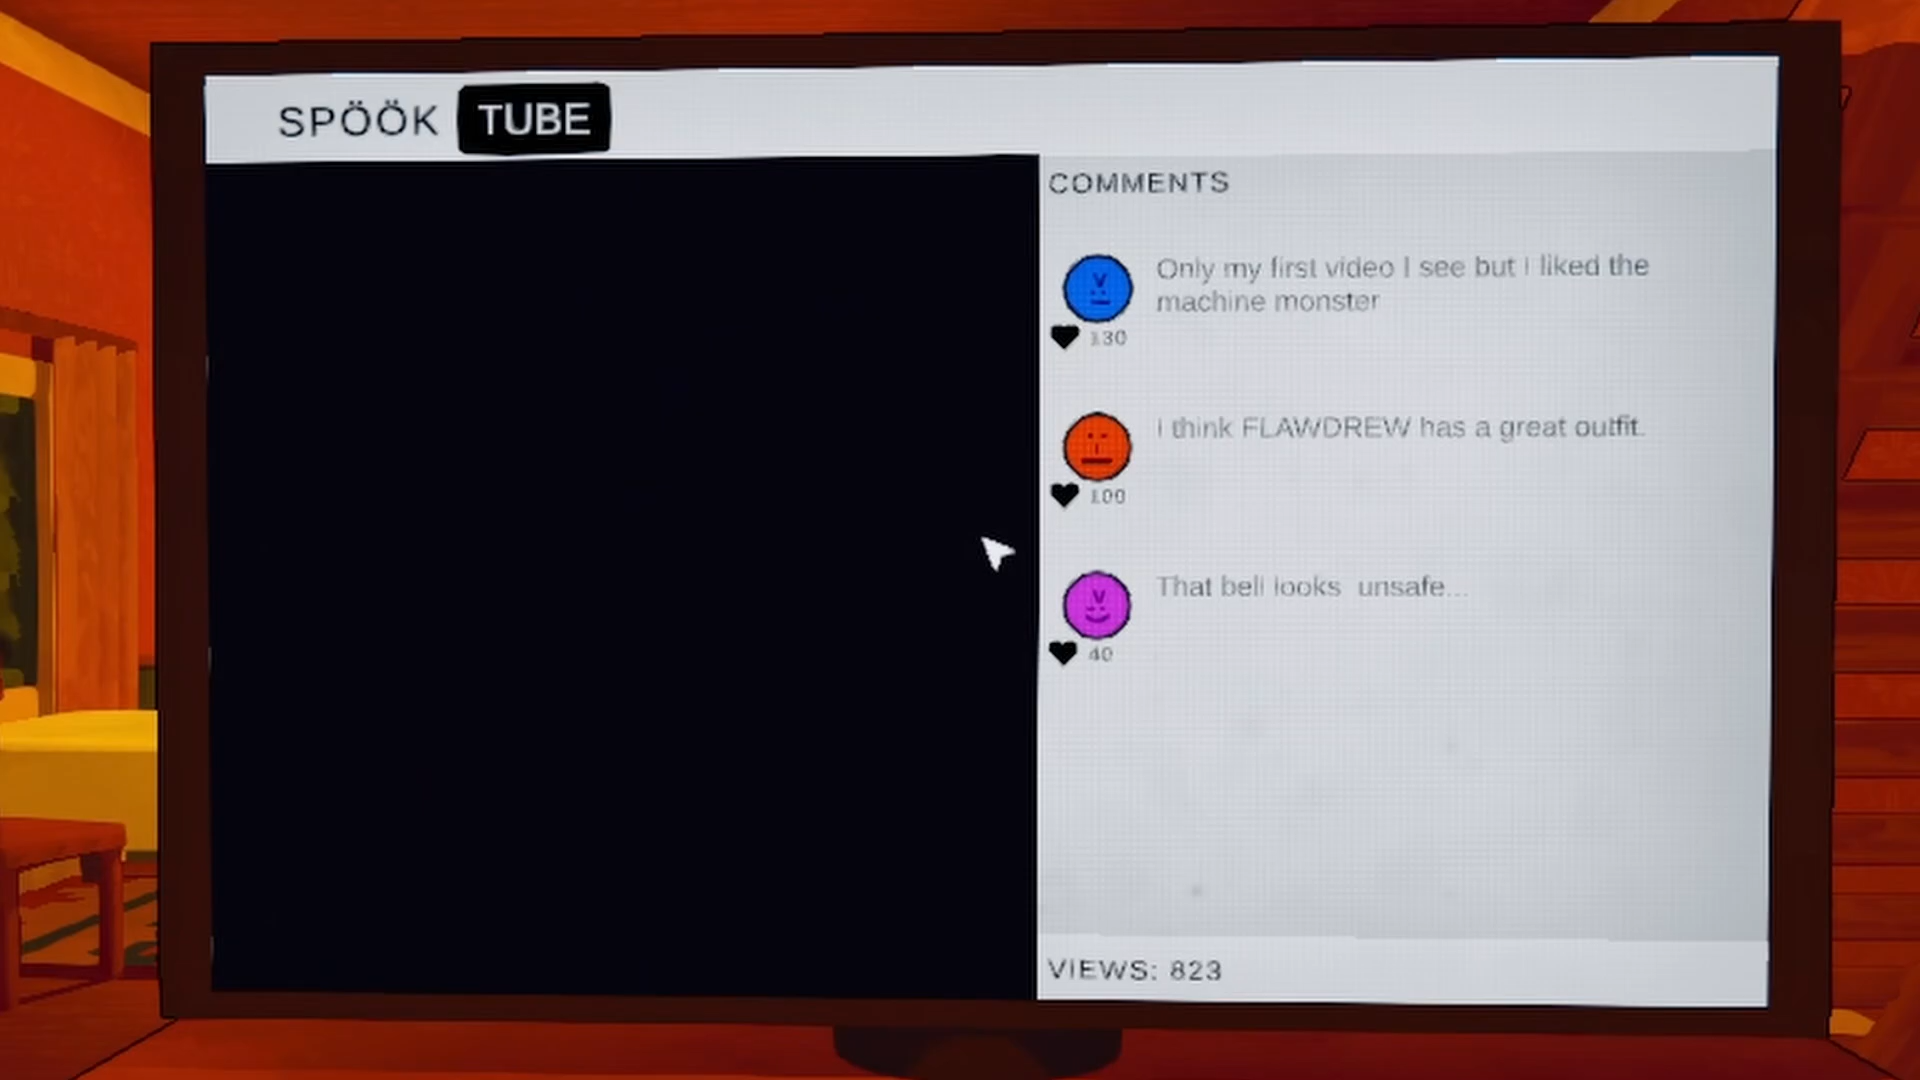 SPÖÖK TUBE
COMMENTS
Only my first video I see but i liked the
machine monster
130
i think FLAWDREW has a great outfit.
100
That bell looks  unsafe...
40
VIEWS: 823